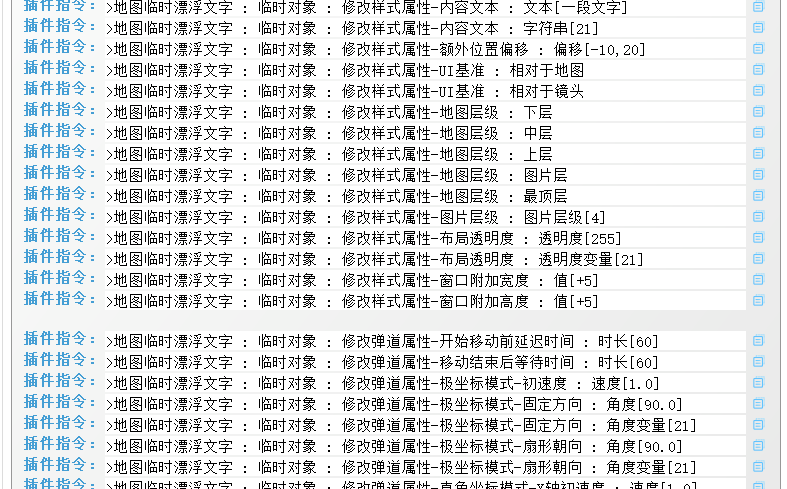 插件指令: >地图临时漂浮文字 : 临时对象 : 修改样式属性-内容文本 : 文本[一段文字]
插件指令: >地图临时漂浮文字 : 临时对象 : 修改样式属性-内容文本 : 字符串[21]
插件指令: >地图临时漂浮文字 : 临时对象 : 修改样式属性-额外位置偏移 : 偏移[-10,20]
插件指令: >地图临时漂浮文字 : 临时对象 : 修改样式属性-UI基准 : 相对于地图
插件指令: >地图临时漂浮文字 : 临时对象 : 修改样式属性-UI基准 : 相对于镜头
插件指令: >地图临时漂浮文字 : 临时对象 : 修改样式属性-地图层级 : 下层
插件指令: >地图临时漂浮文字 : 临时对象 : 修改样式属性-地图层级 : 中层
插件指令: >地图临时漂浮文字 : 临时对象 : 修改样式属性-地图层级 : 上层
插件指令: >地图临时漂浮文字 : 临时对象 : 修改样式属性-地图层级 : 图片层
插件指令: >地图临时漂浮文字 : 临时对象 : 修改样式属性-地图层级 : 最顶层
插件指令: >地图临时漂浮文字 : 临时对象 : 修改样式属性-图片层级 : 图片层级[4]
插件指令: >地图临时漂浮文字 : 临时对象 : 修改样式属性-布局透明度 : 透明度[255]
插件指令: >地图临时漂浮文字 : 临时对象 : 修改样式属性-布局透明度 : 透明度变量[21]
插件指令: >地图临时漂浮文字 : 临时对象 : 修改样式属性-窗口附加宽度 : 值[+5]
插件指令: >地图临时漂浮文字 : 临时对象 : 修改样式属性-窗口附加高度 : 值[+5]
插件指令: >地图临时漂浮文字 : 临时对象 : 修改弹道属性-开始移动前延迟时间 : 时长[60]
插件指令: >地图临时漂浮文字 : 临时对象 : 修改弹道属性-移动结束后等待时间 : 时长[60]
插件指令: >地图临时漂浮文字 : 临时对象 : 修改弹道属性-极坐标模式-初速度 : 速度[1.0]
插件指令: >地图临时漂浮文字 : 临时对象 : 修改弹道属性-极坐标模式-固定方向 : 角度[90.0]
插件指令: >地图临时漂浮文字 : 临时对象 : 修改弹道属性-极坐标模式-固定方向 : 角度变量[21]
插件指令: >地图临时漂浮文字 : 临时对象 : 修改弹道属性-极坐标模式-扇形朝向 : 角度[90.0]
插件指令: >地图临时漂浮文字 : 临时对象 : 修改弹道属性-极坐标模式-扇形朝向 : 角度变量[21]
插件指令: >地图临时漂浮文字 : 临时对象 : 修改弹道属性-直角坐标模式-X轴初速度 : 速度[1.0]